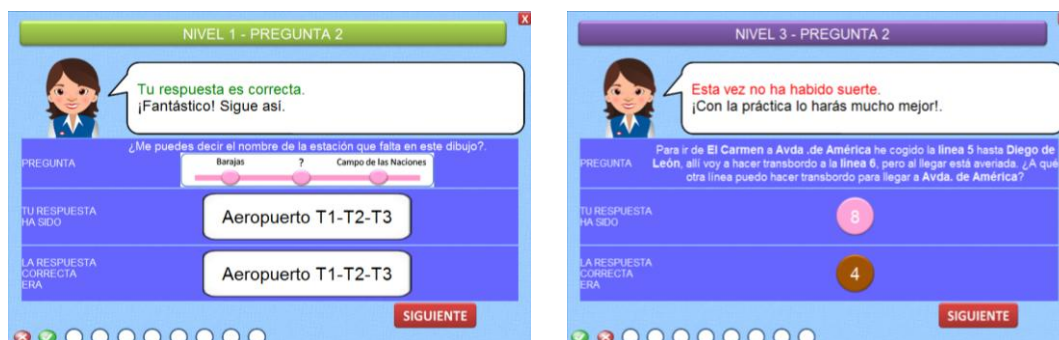 X
NIVEL 1 - PREGUNTA 2
Tu respuesta es correcta.
¡Fantástico! Sigue así.
PREGUNTA
¿Me puedes decir el nombre de la estación que falta en este dibujo?.
Barajas ? Campo de las Naciones
TU RESPUESTA
HA SIDO
Aeropuerto T1-T2-T3
LA RESPUESTA
CORRECTA
ERA
Aeropuerto T1-T2-T3
SIGUIENTE
NIVEL 3 - PREGUNTA 2
Esta vez no ha habido suerte.
¡Con la práctica lo harás mucho mejor!.
PREGUNTA
Para ir de El Carmen a Avda .de América he cogido la línea 5 hasta Diego de
León, allí voy a hacer transbordo a la línea 6, pero al llegar está averiada. ¿A qué
otra línea puedo hacer transbordo para llegar a Avda. de América?
TU RESPUESTA
HA SIDO
8
LA RESPUESTA
CORRECTA
ERA
4
SIGUIENTE